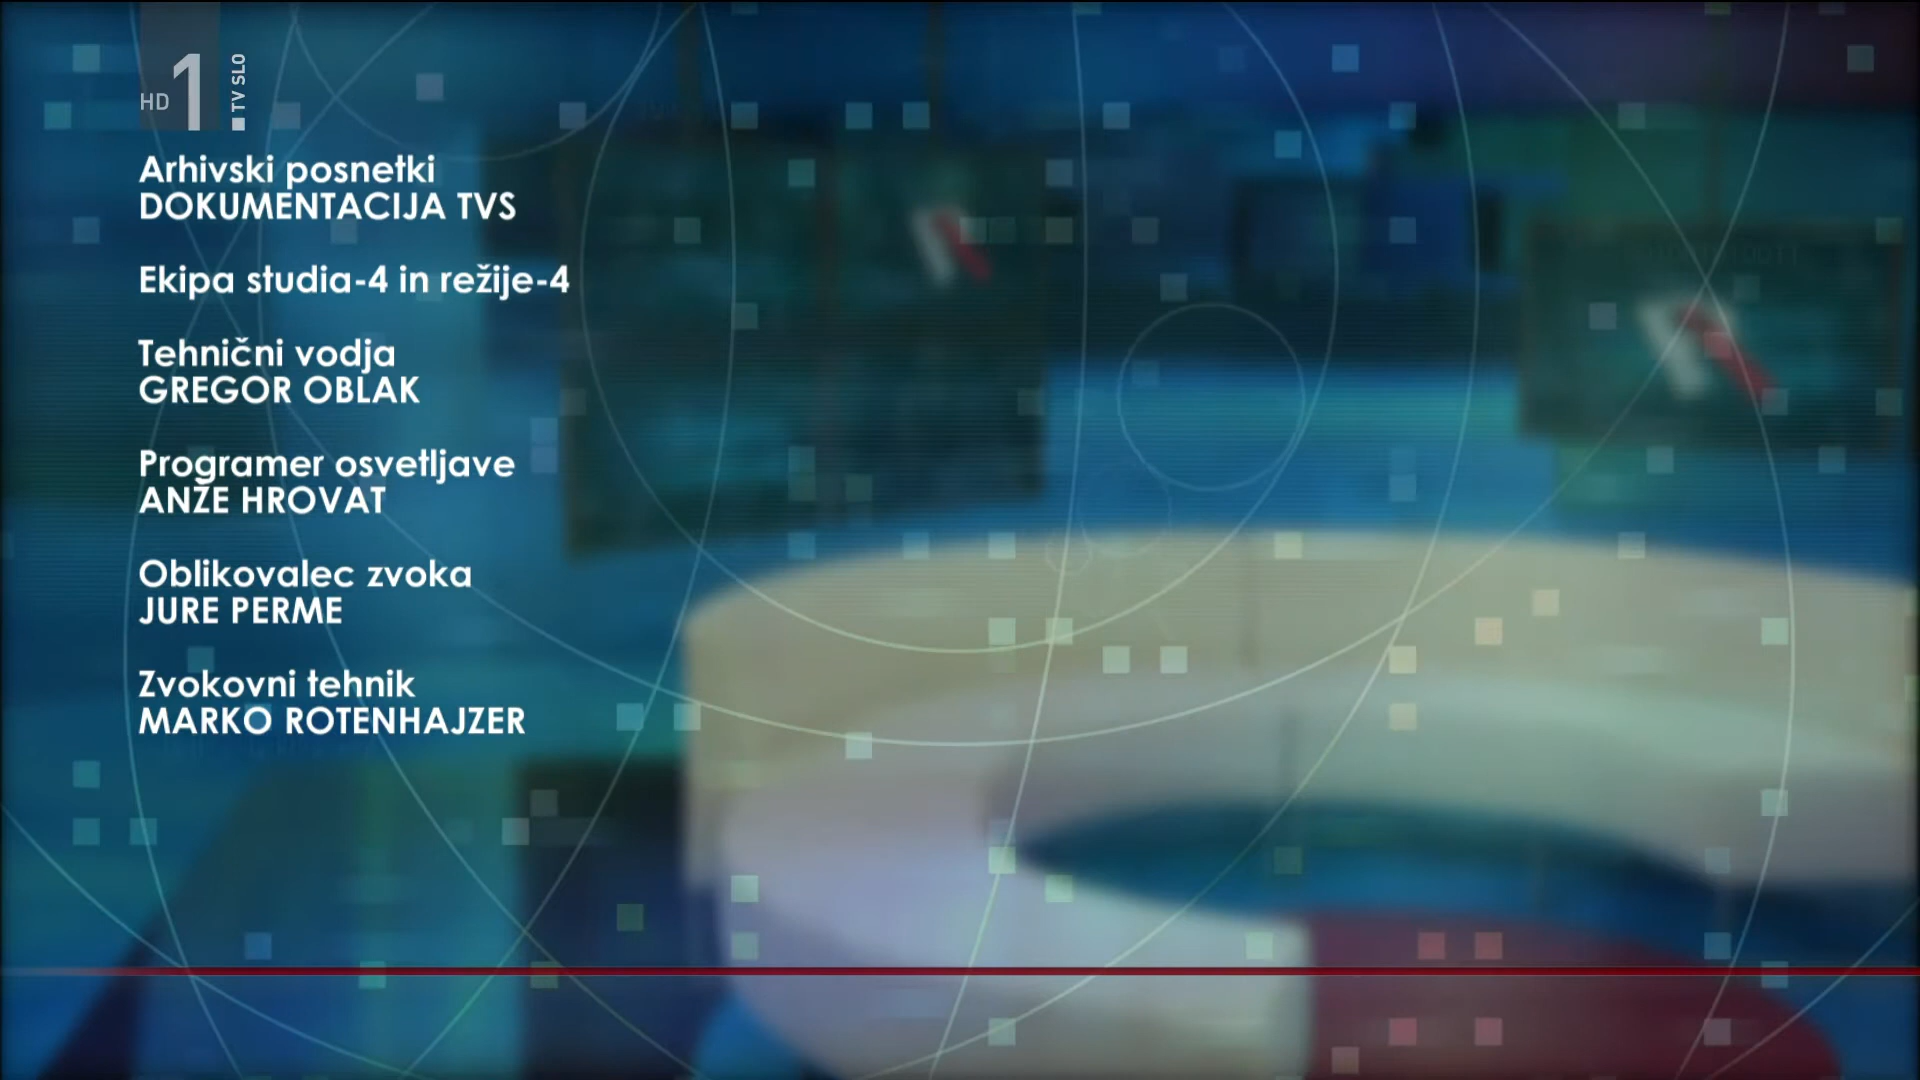 HD 1 TV SLO
Arhivski posnetki
DOKUMENTACIJA TVS
Ekipa studia-4 in režije-4
Tehnični vodja
GREGOR OBLAK
Programer osvetljave
ANŽE HROVAT
Oblikovalec zvoka
JURE PERME
Zvokovni tehnik
MARKO ROTENHAJZER